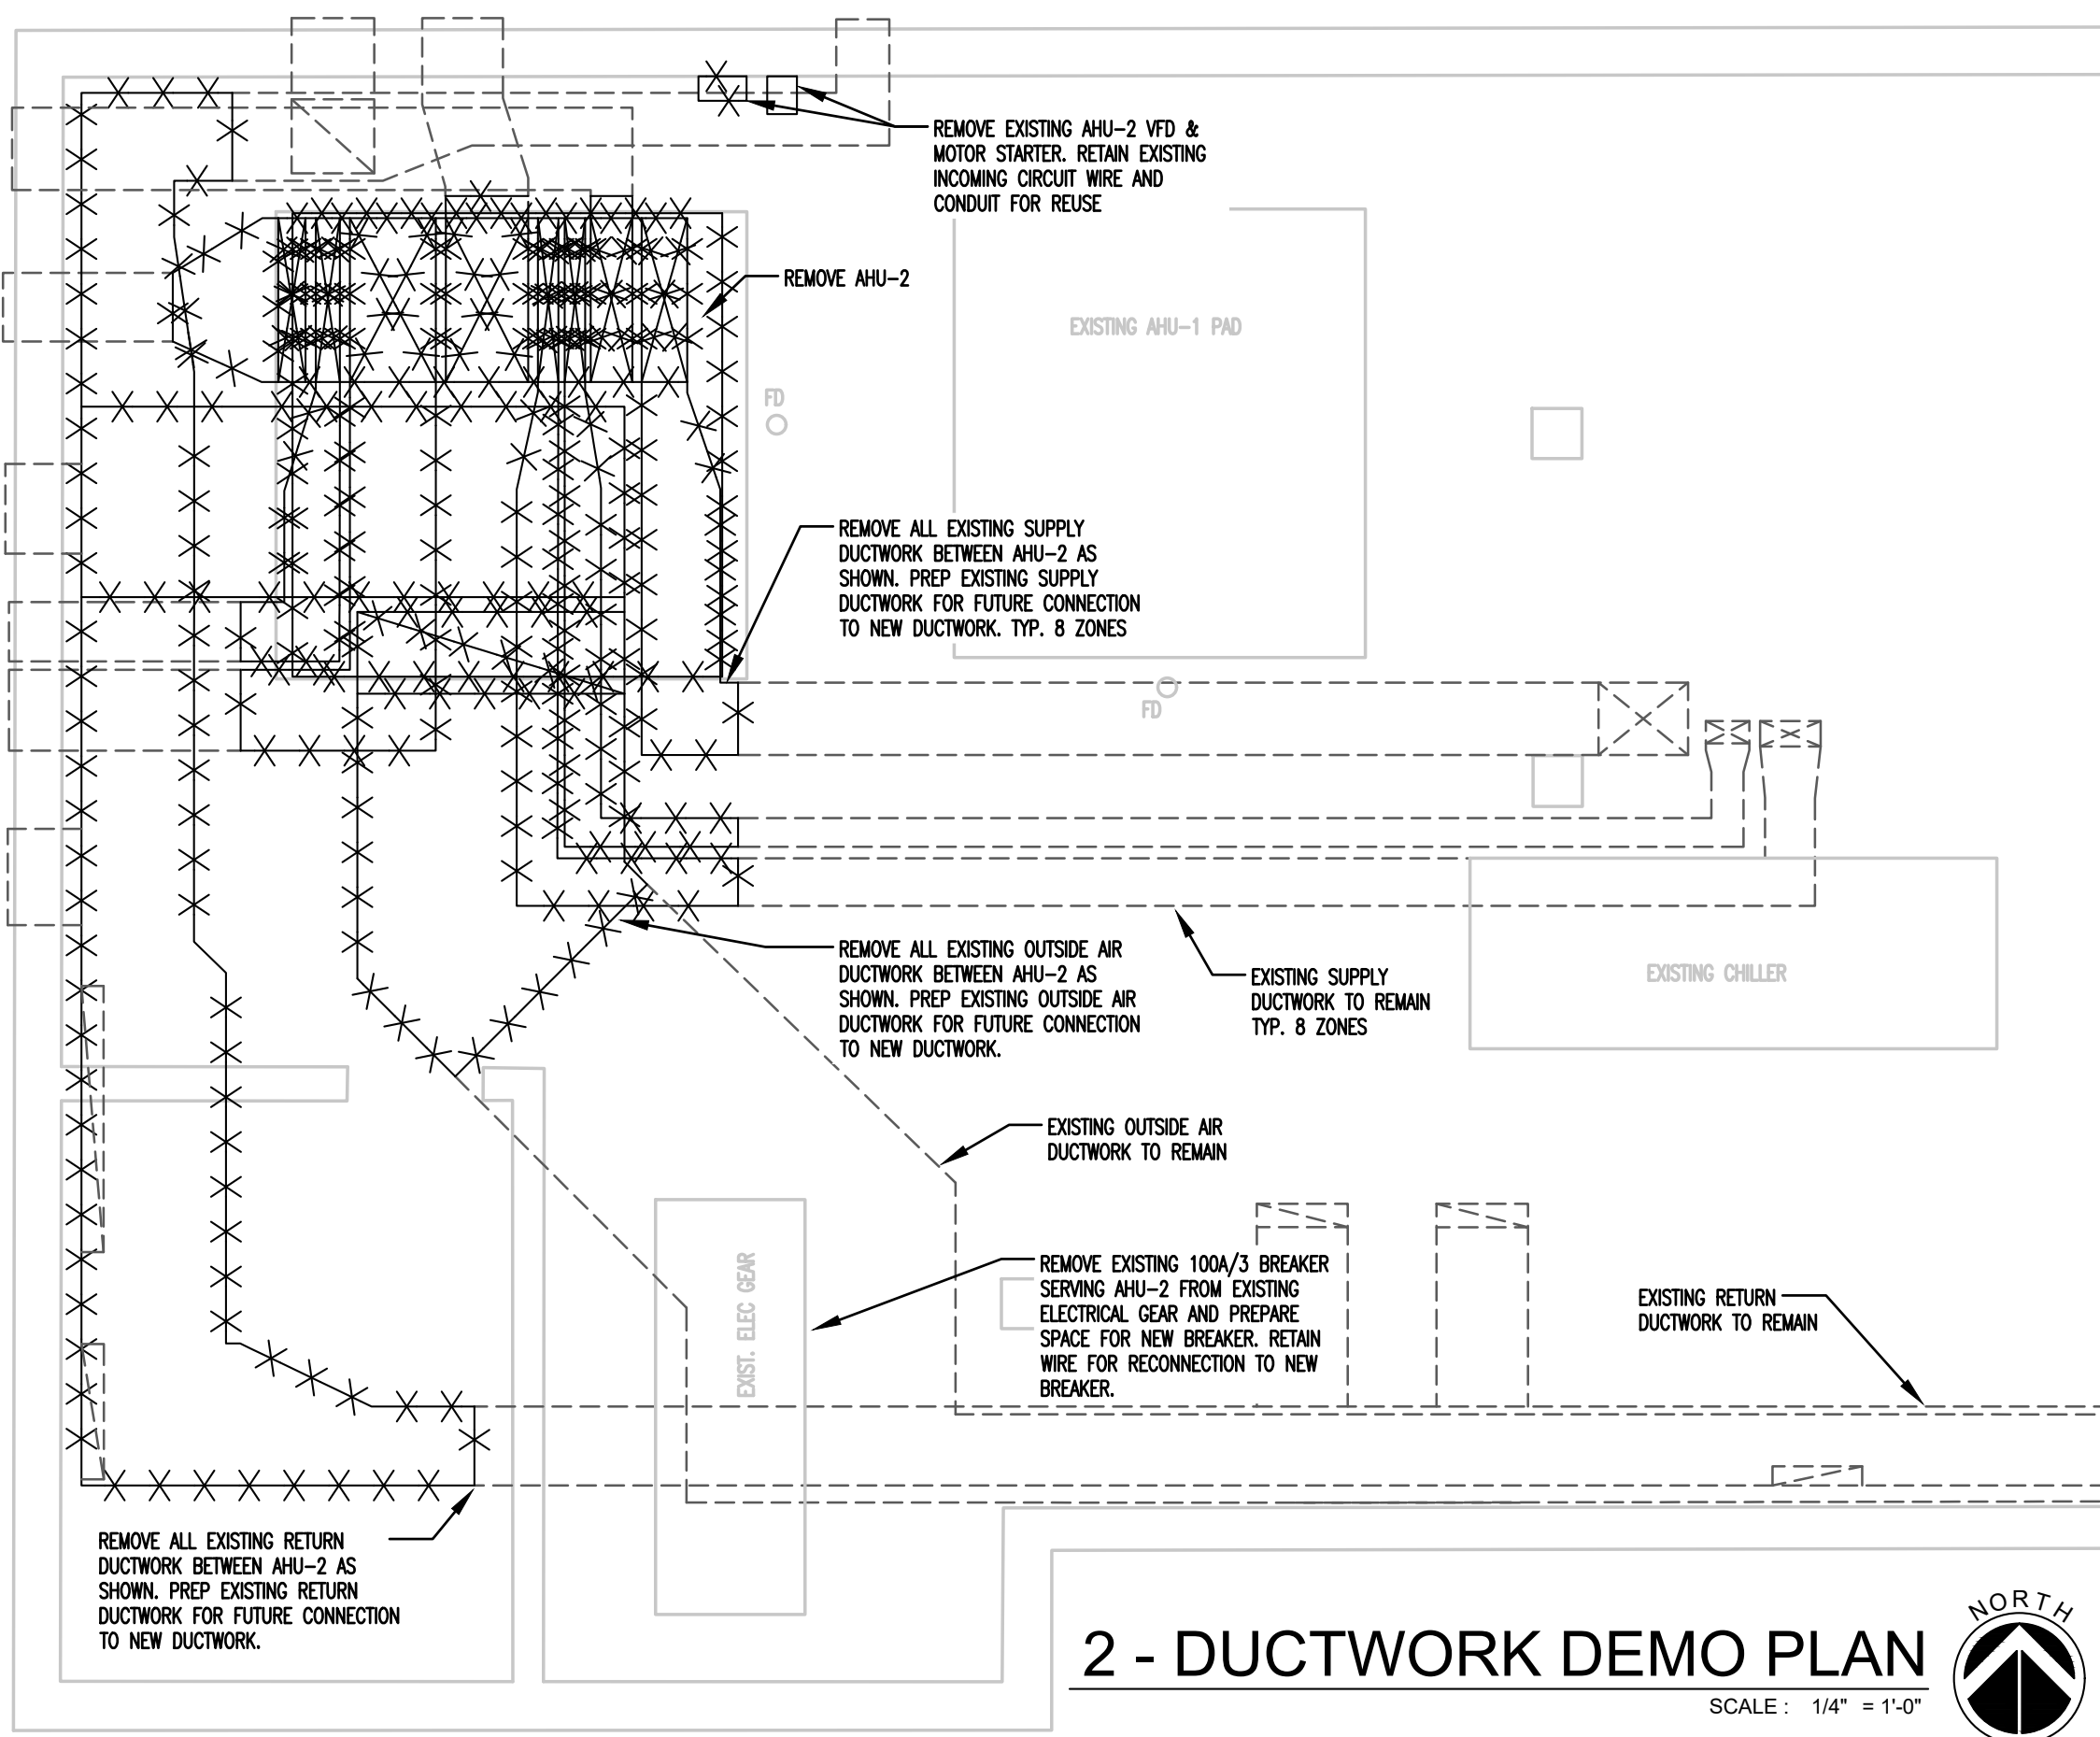 REMOVE EXISTING AHU-2 VFD &
MOTOR STARTER. RETAIN EXISTING
INCOMING CIRCUIT WIRE AND
CONDUIT FOR REUSE
REMOVE AHU-2
EXISTING AHU-1 PAD
FD
REMOVE ALL EXISTING SUPPLY
DUCTWORK BETWEEN AHU-2 AS
SHOWN. PREP EXISTING SUPPLY
DUCTWORK FOR FUTURE CONNECTION
TO NEW DUCTWORK. TYP. 8 ZONES
FD
REMOVE ALL EXISTING OUTSIDE AIR
DUCTWORK BETWEEN AHU-2 AS
SHOWN. PREP EXISTING OUTSIDE AIR
DUCTWORK FOR FUTURE CONNECTION
TO NEW DUCTWORK.
EXISTING SUPPLY
DUCTWORK TO REMAIN
TYP. 8 ZONES
EXISTING CHILLER
EXISTING OUTSIDE AIR
DUCTWORK TO REMAIN
EXIST. ELEC GEAR
REMOVE EXISTING 100A/3 BREAKER
SERVING AHU-2 FROM EXISTING
ELECTRICAL GEAR AND PREPARE
SPACE FOR NEW BREAKER. RETAIN
WIRE FOR RECONNECTION TO NEW
BREAKER.
EXISTING RETURN
DUCTWORK TO REMAIN
REMOVE ALL EXISTING RETURN
DUCTWORK BETWEEN AHU-2 AS
SHOWN. PREP EXISTING RETURN
DUCTWORK FOR FUTURE CONNECTION
TO NEW DUCTWORK.
2 - DUCTWORK DEMO PLAN
SCALE : 1/4" = 1'-0"
NORTH